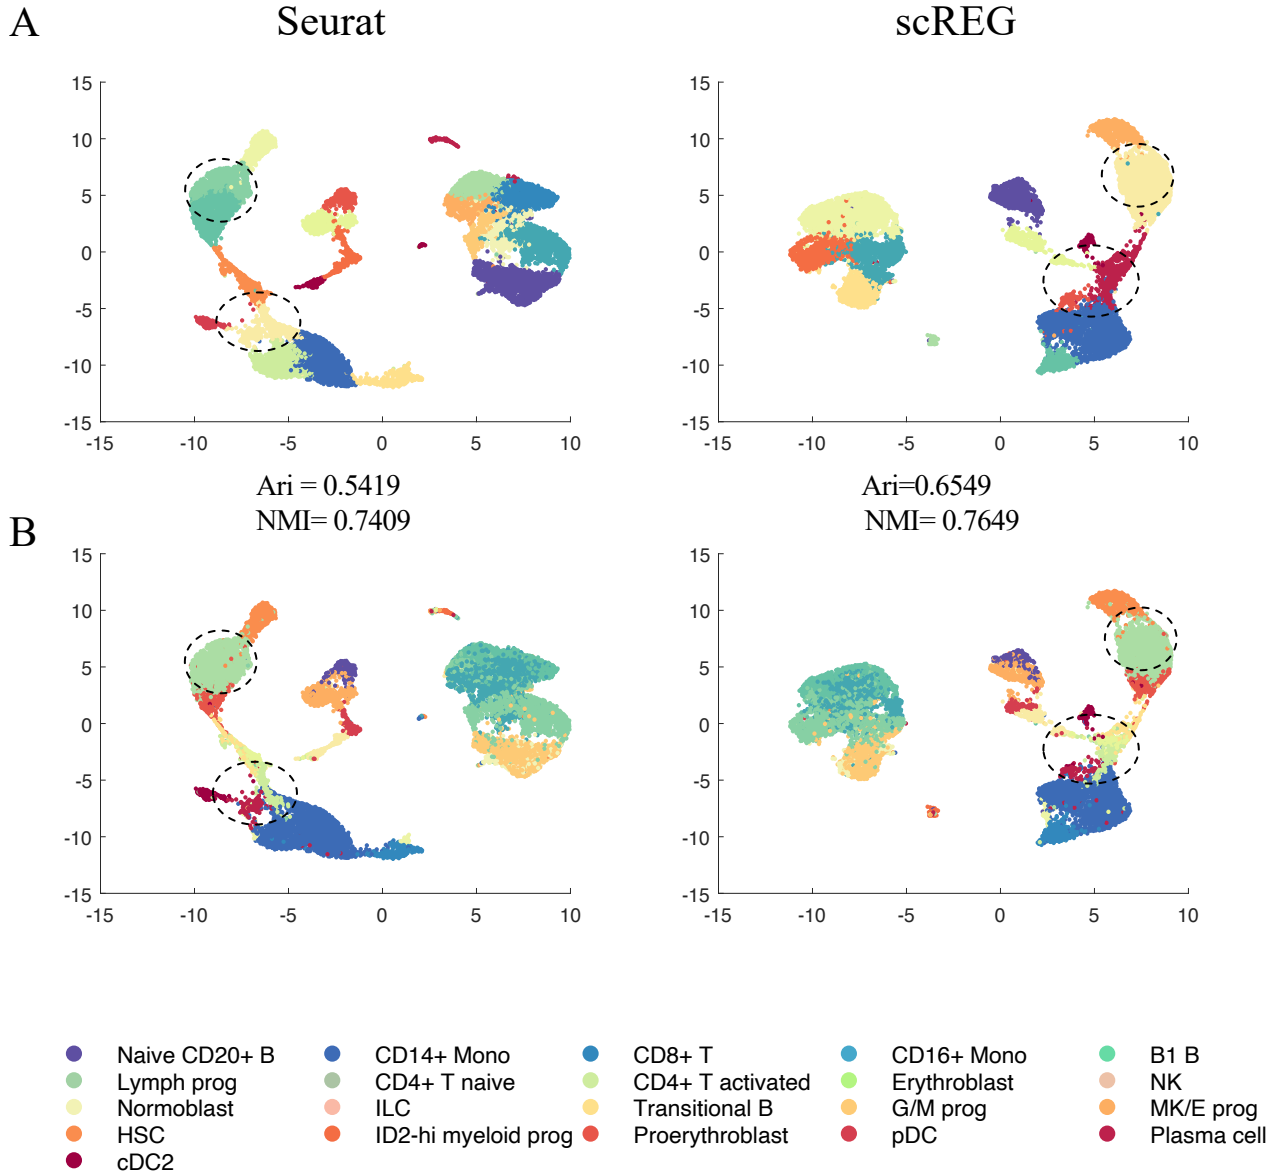 A Seurat scREG
15 15
10 10
5 5
0 0
-5 -5
-10 -10
-15 -15
-15 -10 -5 0 5 10 -15 -10 -5 0 5 10
Ari = 0.5419 Ari=0.6549
NMI= 0.7409 NMI= 0.7649
B
15 15
10 10
5 5
0 0
-5 -5
-10 -10
-15 -15
-15 -10 -5 0 5 10 -15 -10 -5 0 5 10
Naive CD20+ B CD14+ Mono CD8+ T CD16+ Mono B1 B
Lymph prog CD4+ T naive CD4+ T activated Erythroblast NK
Normoblast ILC Transitional B G/M prog MK/E prog
HSC ID2-hi myeloid prog Proerythroblast pDC Plasma cell
cDC2